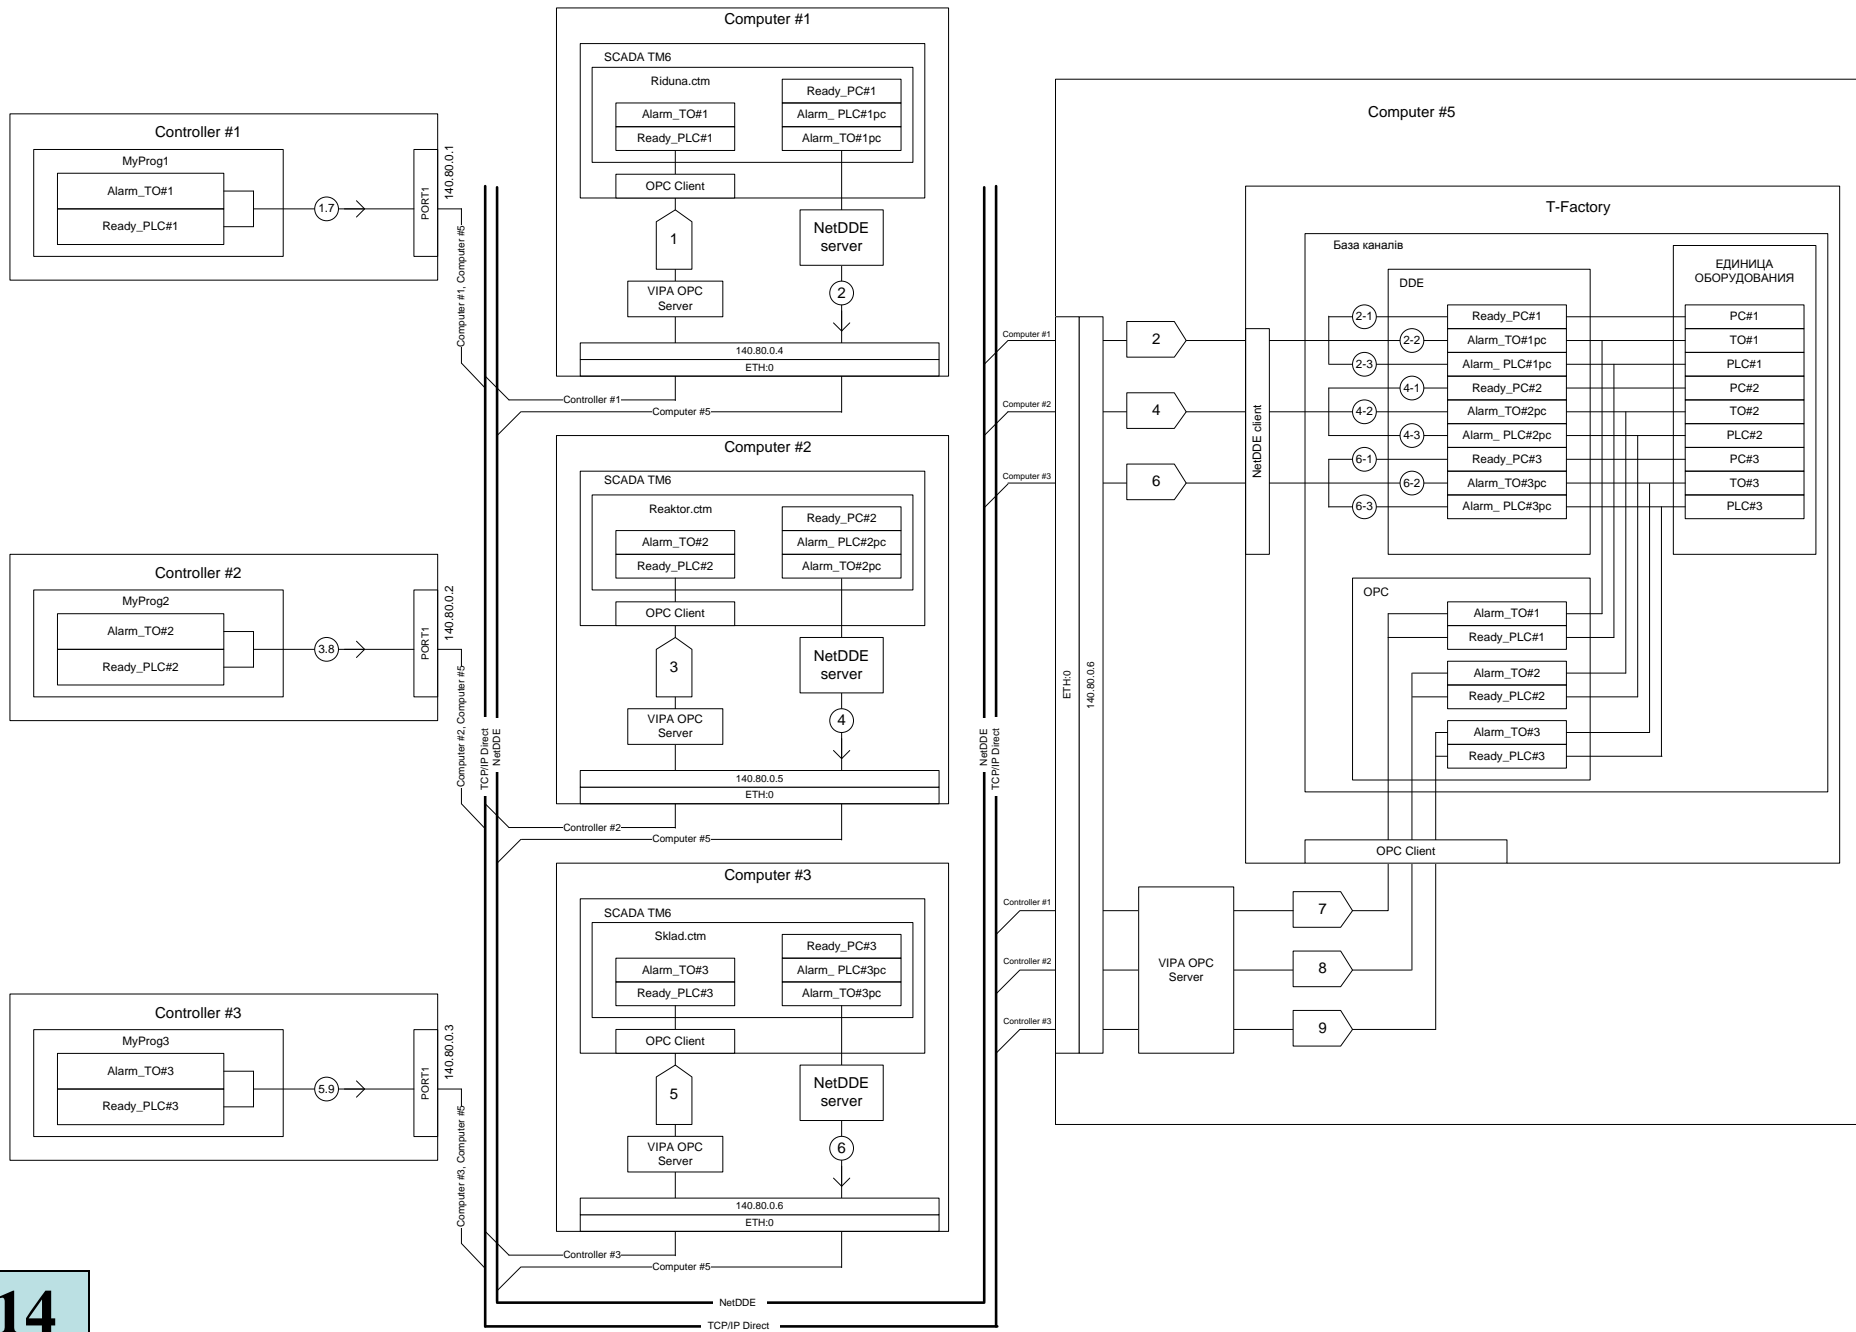 Controller #1
MyProg1
Alarm_TO#1
Ready_PLC#1
1.7
PORT1
140.80.0.1
Computer #1, Computer #5
Controller #2
MyProg2
Alarm_TO#2
Ready_PLC#2
3.8
PORT1
140.80.0.2
Computer #2, Computer #5
Controller #3
MyProg3
Alarm_TO#3
Ready_PLC#3
5.9
PORT1
140.80.0.3
Computer #3, Computer #5
TCP/IP Direct
NetDDE
Computer #1
SCADA TM6
Riduna.ctm
Alarm_TO#1
Ready_PLC#1
Ready_PC#1
Alarm_ PLC#1pc
Alarm_TO#1pc
OPC Client
1
VIPA OPC
Server
NetDDE
server
2
140.80.0.4
ETH:0
Controller #1
Computer #5
Computer #2
SCADA TM6
Reaktor.ctm
Alarm_TO#2
Ready_PLC#2
Ready_PC#2
Alarm_ PLC#2pc
Alarm_TO#2pc
OPC Client
3
VIPA OPC
Server
NetDDE
server
4
140.80.0.5
ETH:0
Controller #2
Computer #5
Computer #3
SCADA TM6
Sklad.ctm
Alarm_TO#3
Ready_PLC#3
Ready_PC#3
Alarm_ PLC#3pc
Alarm_TO#3pc
OPC Client
5
VIPA OPC
Server
NetDDE
server
6
140.80.0.6
ETH:0
Controller #3
Computer #5
NetDDE
TCP/IP Direct
NetDDE
TCP/IP Direct
Computer #1
Computer #2
Computer #3
Controller #1
Controller #2
Controller #3
Computer #5
ETH:0
140.80.0.6
2
4
6
NetDDE client
T-Factory
База каналів
DDE
2-1
2-2
2-3
4-1
4-2
4-3
6-1
6-2
6-3
Ready_PC#1
Alarm_TO#1pc
Alarm_ PLC#1pc
Ready_PC#2
Alarm_TO#2pc
Alarm_ PLC#2pc
Ready_PC#3
Alarm_TO#3pc
Alarm_ PLC#3pc
ЕДИНИЦА
ОБОРУДОВАНИЯ
PC#1
TO#1
PLC#1
PC#2
TO#2
PLC#2
PC#3
TO#3
PLC#3
OPC
Alarm_TO#1
Ready_PLC#1
Alarm_TO#2
Ready_PLC#2
Alarm_TO#3
Ready_PLC#3
OPC Client
VIPA OPC
Server
7
8
9
14